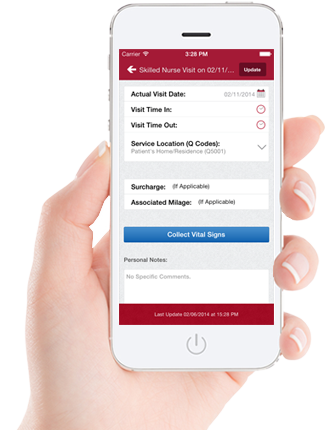 Carrier 3:28 PM
Skilled Nurse Visit on 02/11/... Update
Actual Visit Date: 02/11/2014
Visit Time In:
Visit Time Out:
Service Location (Q Codes):
Patient's Home/Residence (Q5001)
Surcharge: (If Applicable)
Associated Milage: (If Applicable)
Collect Vital Signs
Personal Notes:
No Specific Comments.
Last Update 02/06/2014 at 15:28 PM